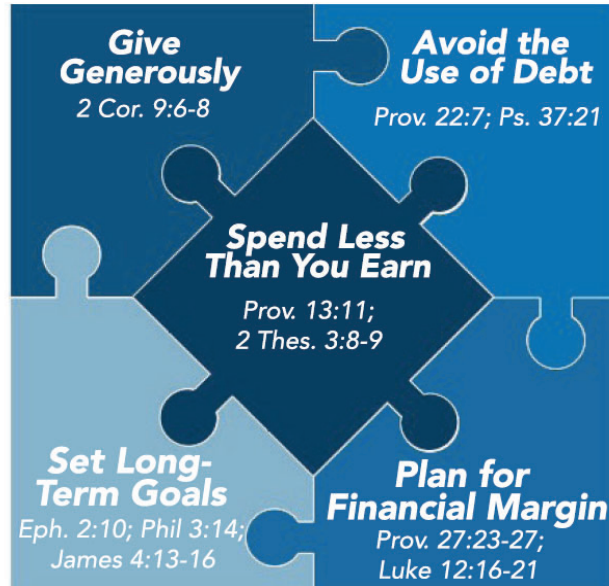 Give
Generously
2 Cor. 9:6-8
Avoid the
Use of Debt
Prov. 22:7; Ps. 37:21
Spend Less
Than You Earn
Prov. 13:11;
2 Thes. 3:8-9
Set Long-
Term Goals
Eph. 2:10; Phil 3:14;
James 4:13-16
Plan for
Financial Margin
Prov. 27:23-27;
Luke 12:16-21